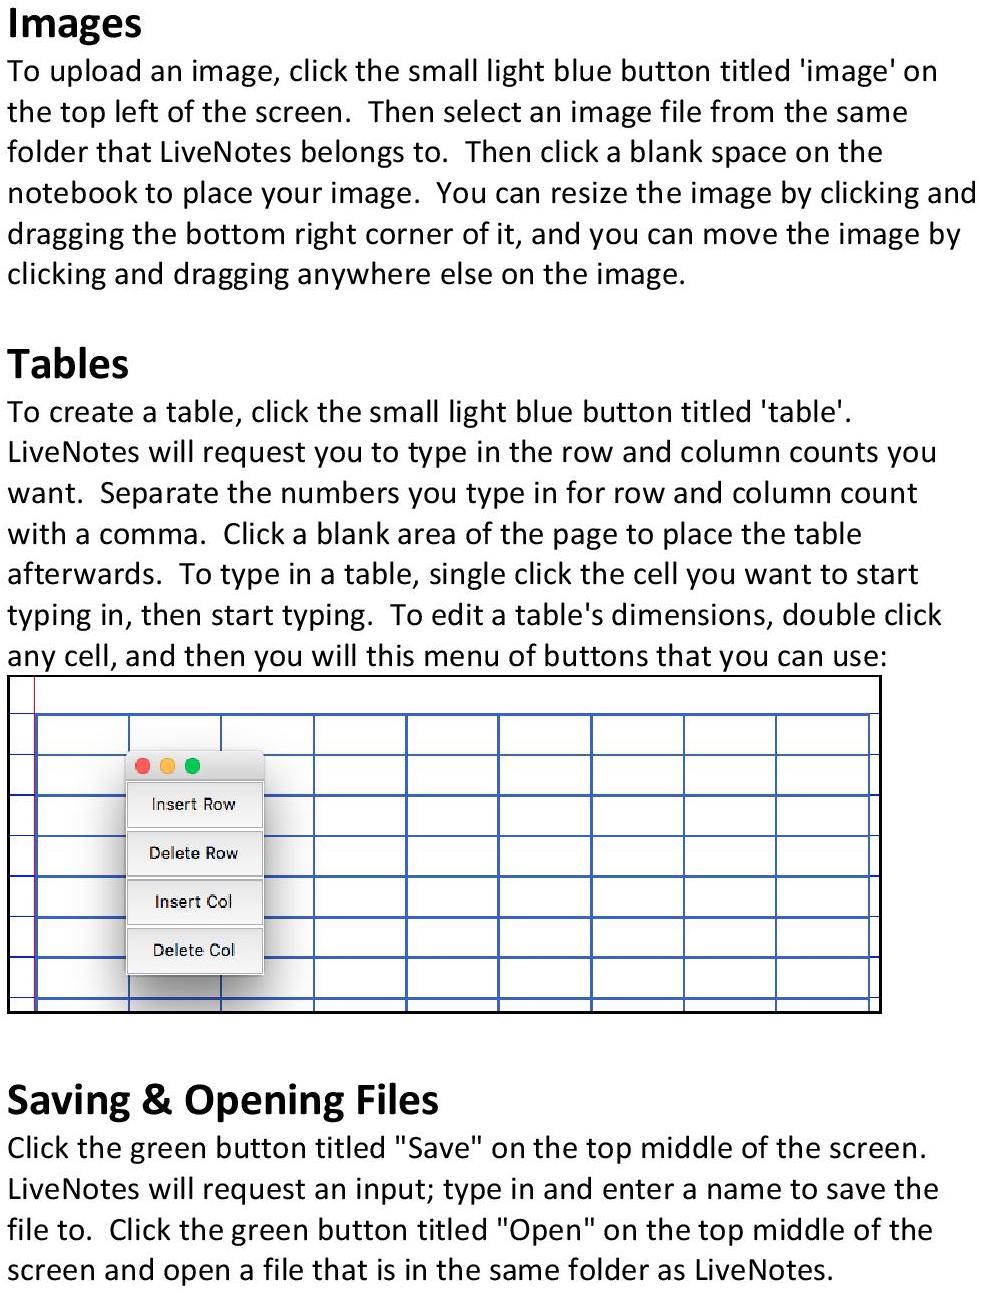 Images
To upload an image, click the small light blue button titled 'image' on
the top left of the screen.  Then select an image file from the same
folder that LiveNotes belongs to.  Then click a blank space on the
notebook to place your image.  You can resize the image by clicking and
dragging the bottom right corner of it, and you can move the image by
clicking and dragging anywhere else on the image.
Tables
To create a table, click the small light blue button titled 'table'.
LiveNotes will request you to type in the row and column counts you
want.  Separate the numbers you type in for row and column count
with a comma.  Click a blank area of the page to place the table
afterwards.  To type in a table, single click the cell you want to start
typing in, then start typing.  To edit a table's dimensions, double click
any cell, and then you will this menu of buttons that you can use:
Insert Row
Delete Row
Insert Col
Delete Col
Saving & Opening Files
Click the green button titled "Save" on the top middle of the screen.
LiveNotes will request an input; type in and enter a name to save the
file to.  Click the green button titled "Open" on the top middle of the
screen and open a file that is in the same folder as LiveNotes.